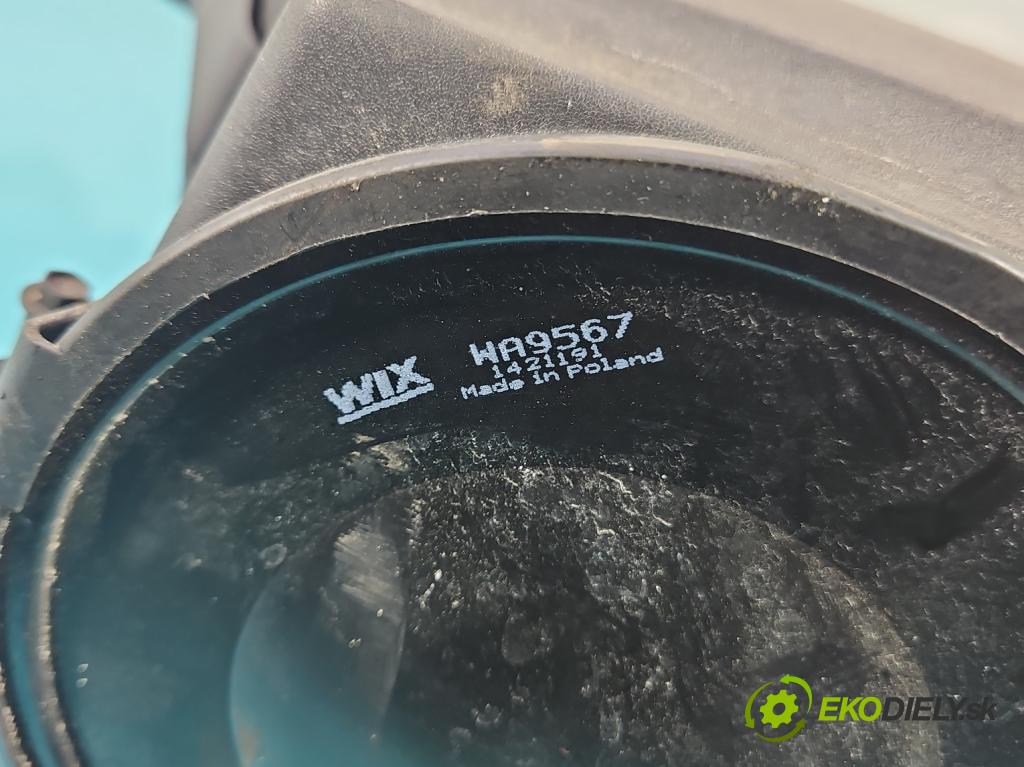 WIX WA9567
1421191
Made in Poland
EKODIELY.sk